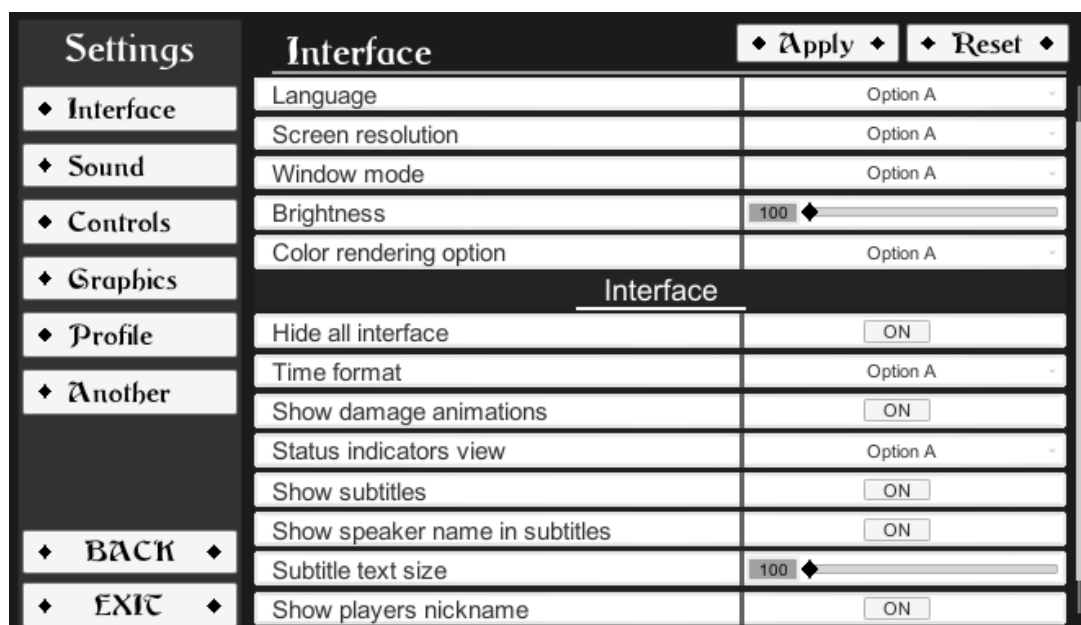 Settings
Interface
Sound
Controls
Graphics
Profile
Another
BACK
EXIT
Interface
Apply
Reset
Language Option A
Screen resolution Option A
Window mode Option A
Brightness 100
Color rendering option Option A
Interface
Hide all interface ON
Time format Option A
Show damage animations ON
Status indicators view Option A
Show subtitles ON
Show speaker name in subtitles ON
Subtitle text size 100
Show players nickname ON